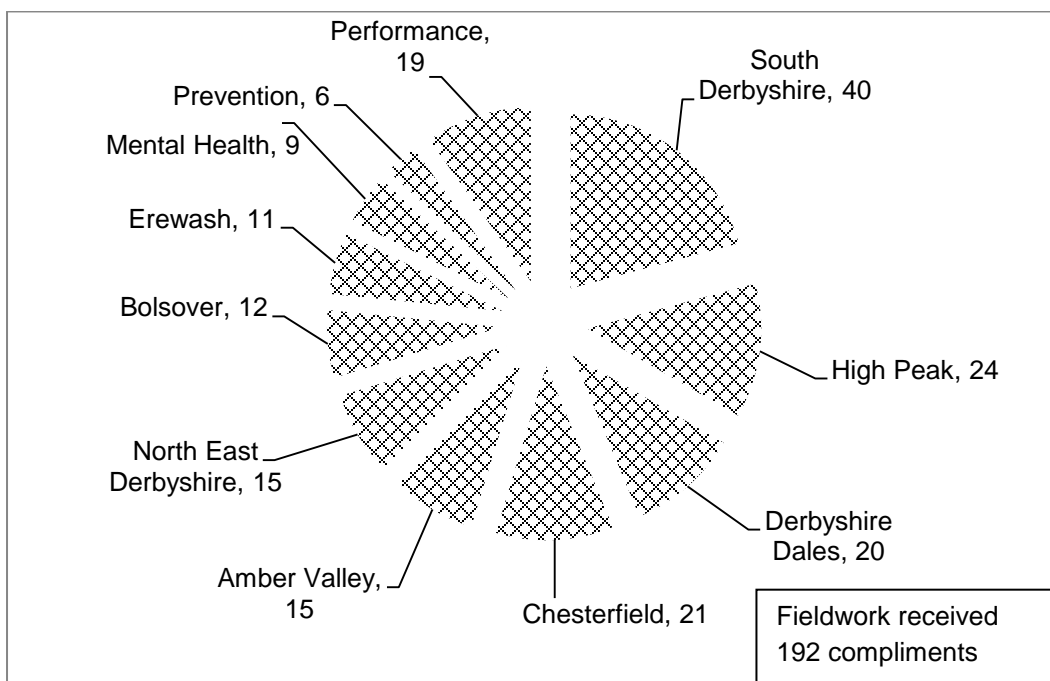 Performance,
19
South
Derbyshire, 40
Prevention, 6
Mental Health, 9
Erewash, 11
Bolsover, 12
High Peak, 24
North East
Derbyshire, 15
Derbyshire
Dales, 20
Amber Valley,
15
Chesterfield, 21
Fieldwork received
192 compliments